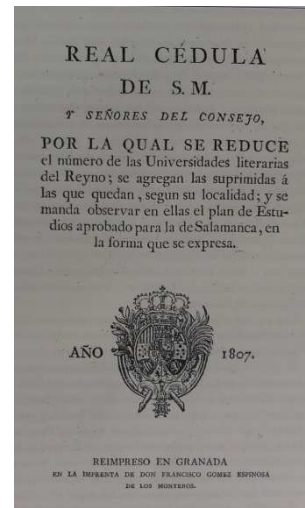 REAL CÉDULA
DE S. M.
Y SEÑORES DEL CONSEJO,
POR LA QUAL SE REDUCE
el número de las Universidades literarias
del Reyno; se agregan las suprimidas á
las que quedan, segun su localidad; y se
manda observar en ellas el plan de Estu-
dios aprobado para la de Salamanca, en
la forma que se expresa.
AÑO 1807.
REIMPRESO EN GRANADA
EN LA IMPRENTA DE DON FRANCISCO GOMEZ ESPINOSA
DE LOS MONTEROS.